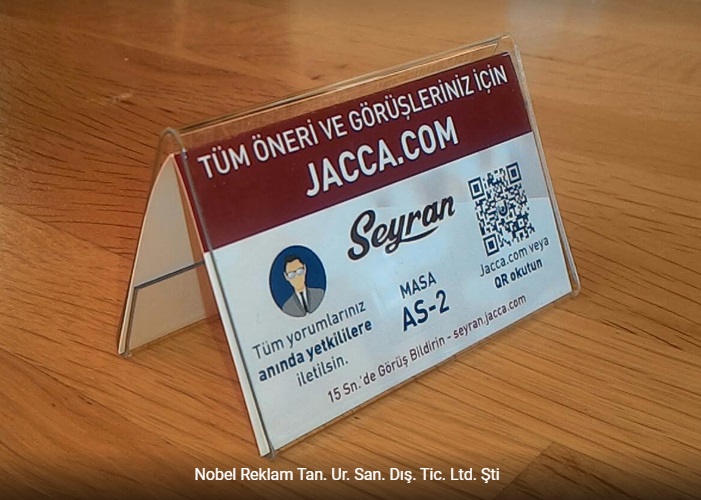 TÜM ÖNERİ VE GÖRÜŞLERİNİZ İÇİN
JACCA.COM
Seyran
Tüm yorumlarınız
anında yetkililere
iletilsin.
MASA
AS-2
Jacca.com veya
QR okutun
15 Sn.'de Görüş Bildirin - seyran.jacca.com
Nobel Reklam Tan. Ur. San. Dış. Tic. Ltd. Şti